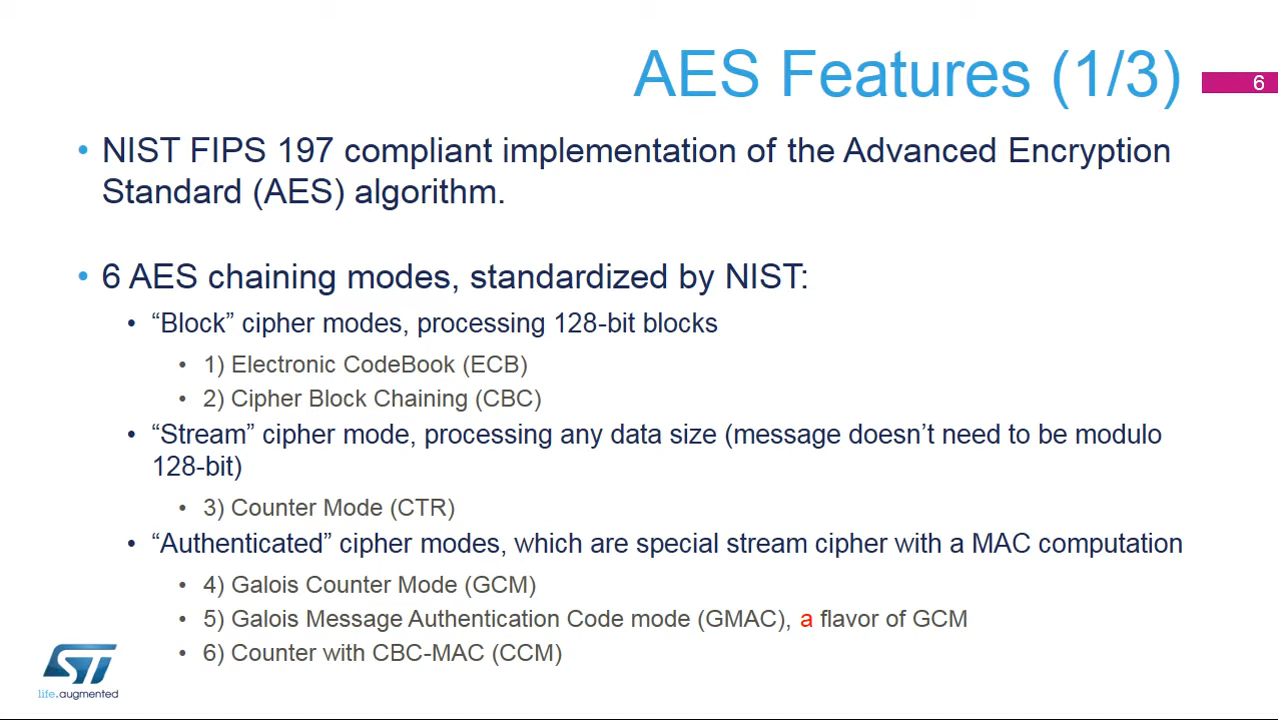 AES Features (1/3)
6
• NIST FIPS 197 compliant implementation of the Advanced Encryption
Standard (AES) algorithm.
• 6 AES chaining modes, standardized by NIST:
• “Block” cipher modes, processing 128-bit blocks
• 1) Electronic CodeBook (ECB)
• 2) Cipher Block Chaining (CBC)
• “Stream” cipher mode, processing any data size (message doesn’t need to be modulo
128-bit)
• 3) Counter Mode (CTR)
• “Authenticated” cipher modes, which are special stream cipher with a MAC computation
• 4) Galois Counter Mode (GCM)
• 5) Galois Message Authentication Code mode (GMAC), a flavor of GCM
• 6) Counter with CBC-MAC (CCM)
ST
life.augmented